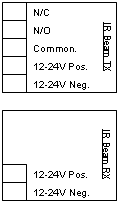 N/C
N/O
Common.
12-24V Pos.
12-24V Neg.
IR Beam TX
12-24V Pos.
12-24V Neg.
IR Beam RX